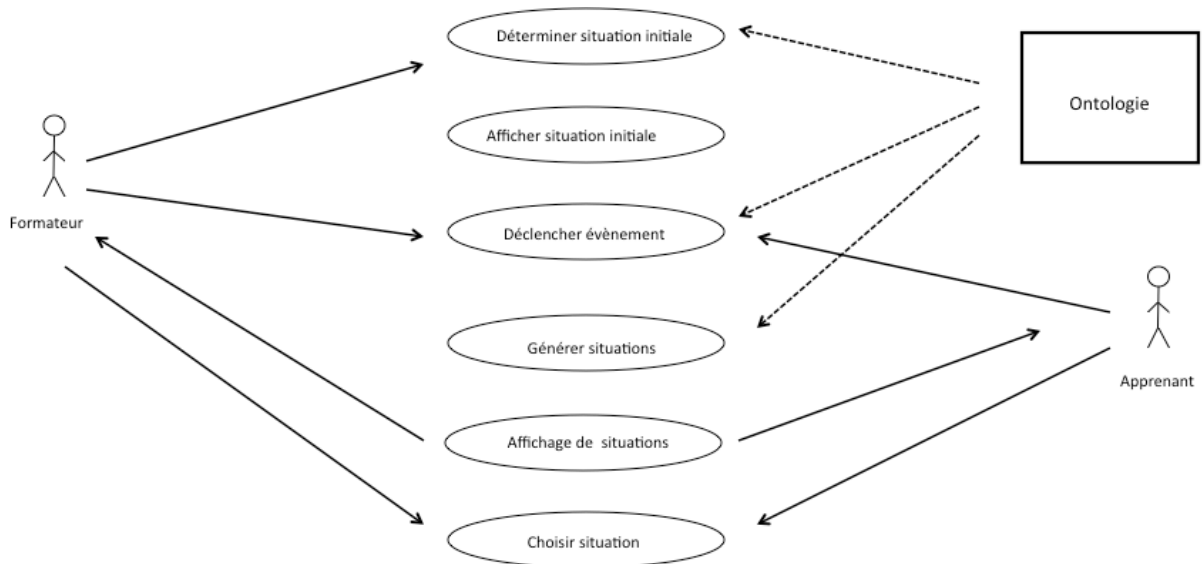 Déterminer situation initiale
Ontologie
Afficher situation initiale
Formateur
Déclencher évènement
Générer situations
Apprenant
Affichage de situations
Choisir situation